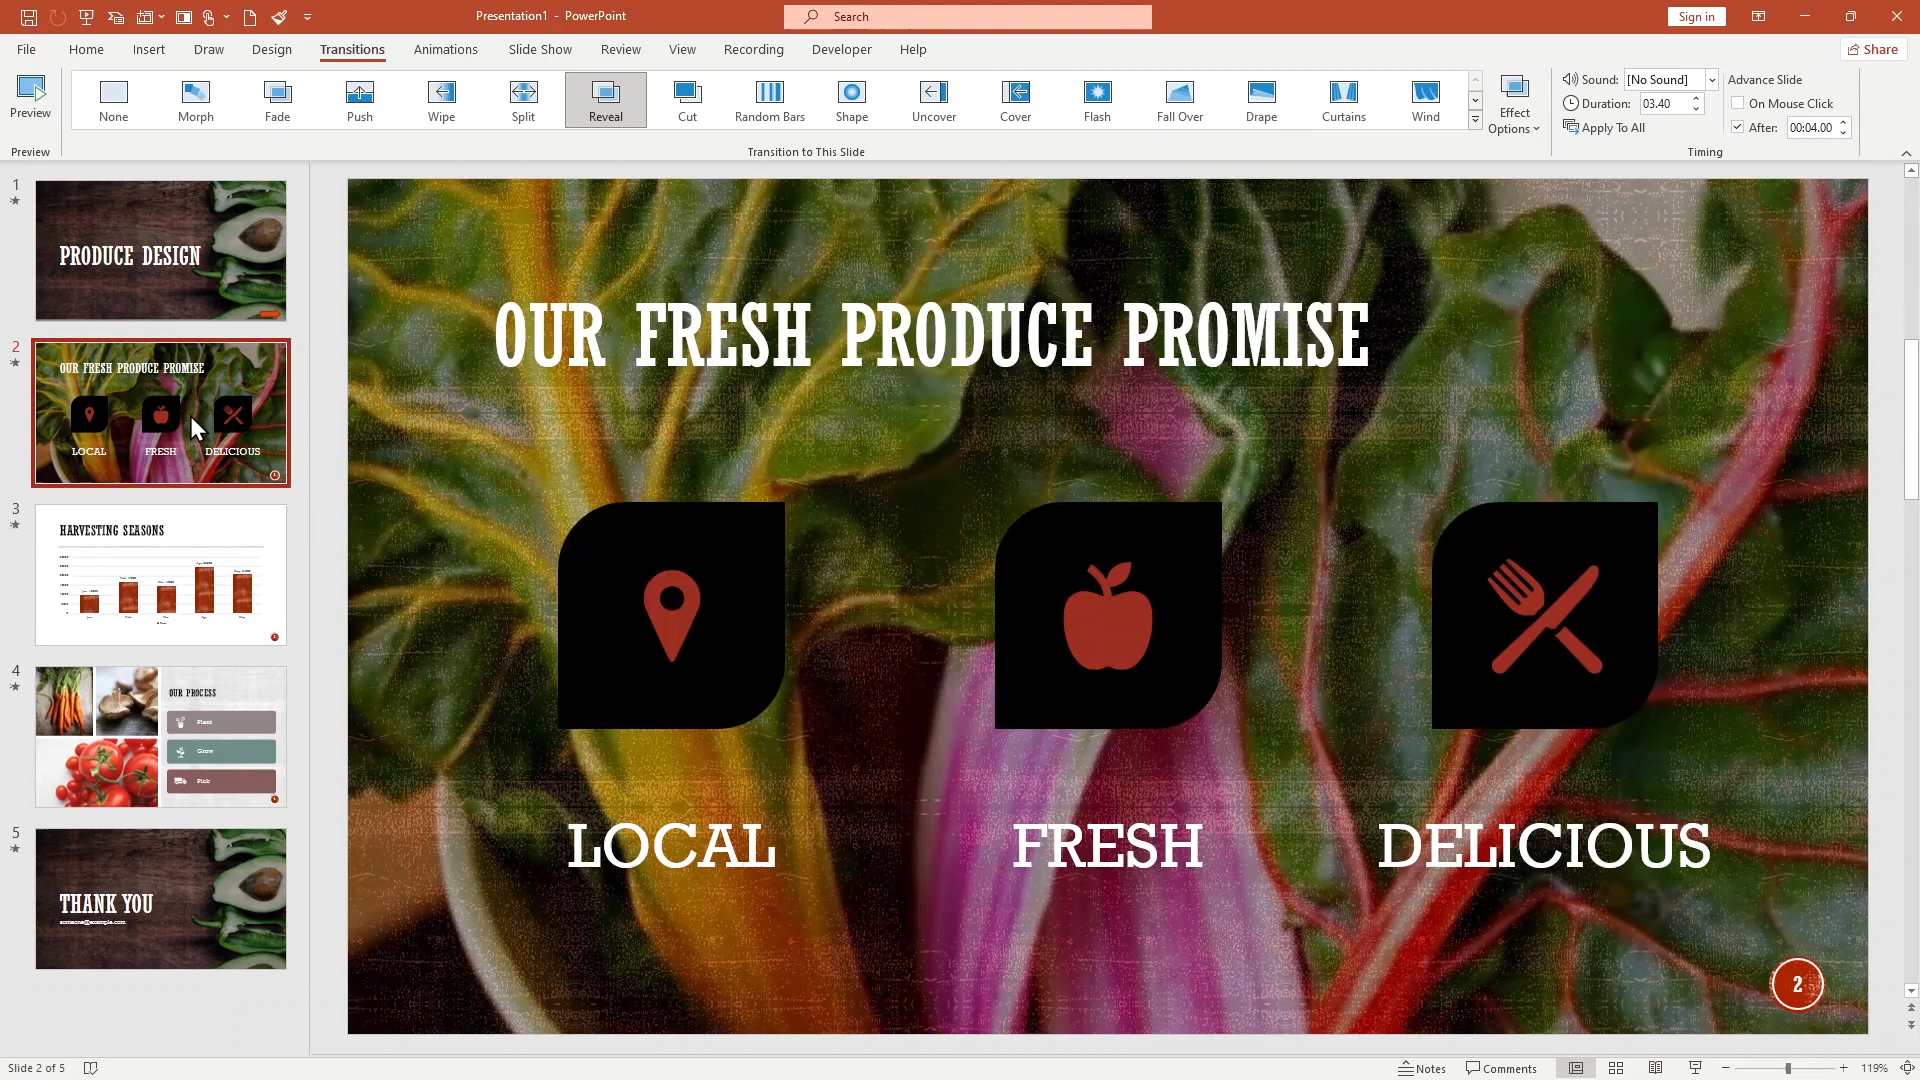 Presentation1 - PowerPoint
Search
Sign in
File Home Insert Draw Design Transitions Animations Slide Show Review View Recording Developer Help
Share
Preview
None Morph Fade Push Wipe Split Reveal Cut Random Bars Shape Uncover Cover Flash Fall Over Drape Curtains Wind
Effect Options
Sound: [No Sound]
Duration: 03.40
Apply To All
Advance Slide
On Mouse Click
After: 00:04.00
Preview
Transition to This Slide
Timing
1
PRODUCE DESIGN
2
OUR FRESH PRODUCE PROMISE
LOCAL FRESH DELICIOUS
3
HARVESTING SEASONS
4
OUR PROCESS
Plant
Grow
Pick
5
THANK YOU
someone@example.com
OUR FRESH PRODUCE PROMISE
LOCAL FRESH DELICIOUS
2
Slide 2 of 5
Notes
Comments
119%